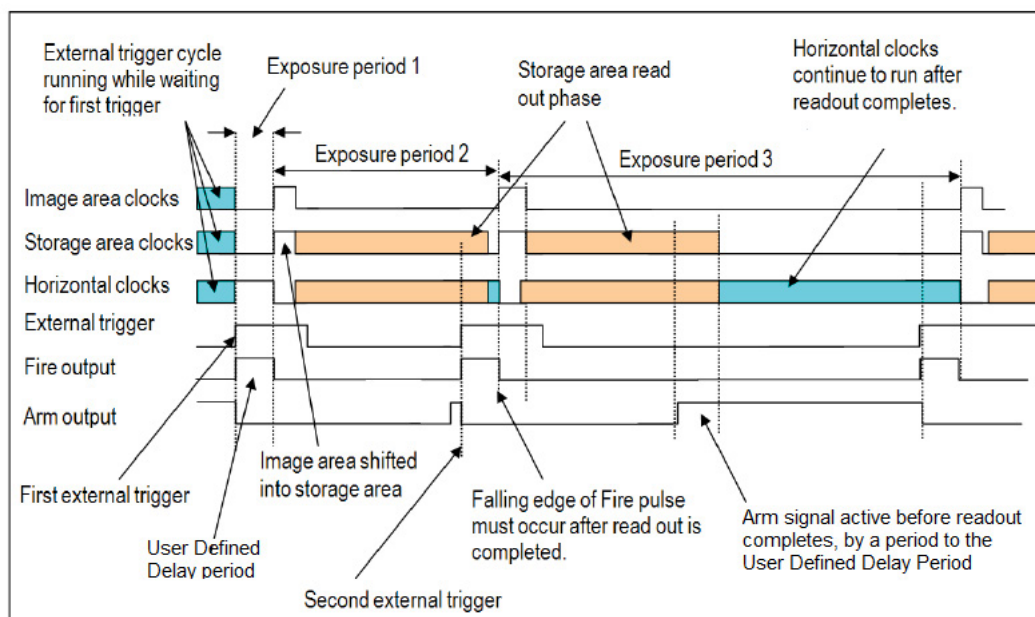 External trigger cycle
running while waiting
for first trigger
Exposure period 1
Storage area read
out phase
Horizontal clocks
continue to run after
readout completes.
Exposure period 2
Exposure period 3
Image area clocks
Storage area clocks
Horizontal clocks
External trigger
Fire output
Arm output
First external trigger
Image area shifted
into storage area
User Defined
Delay period
Second external trigger
Falling edge of Fire pulse
must occur after read out is
completed.
Arm signal active before readout
completes, by a period to the
User Defined Delay Period